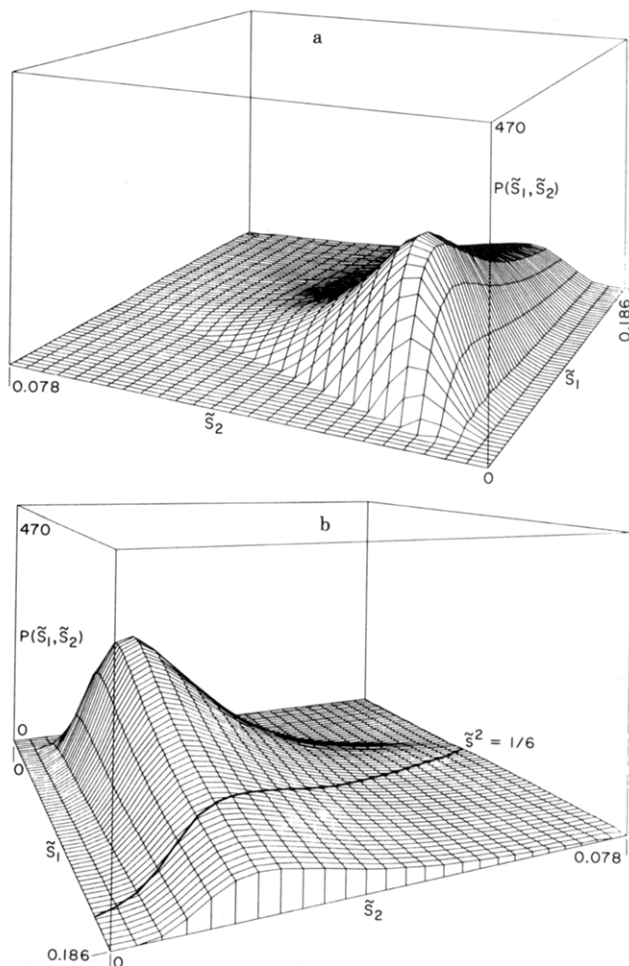 a
470
P(S̃₁, S̃₂)
0.186
S̃₁
0.078
S̃₂
0
b
470
P(S̃₁, S̃₂)
s̃² = 1/6
0
0
S̃₁
0.078
S̃₂
0.186
0